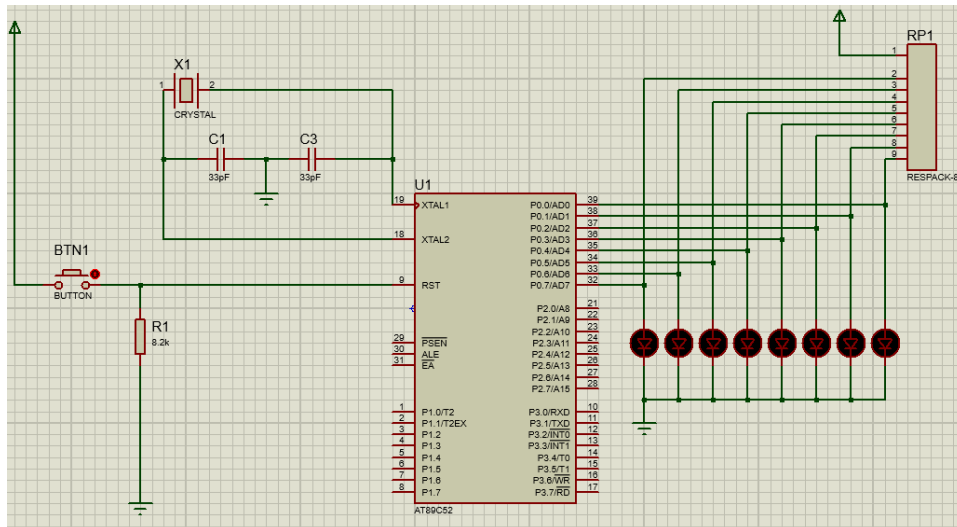 RP1
1
2
3
4
5
6
7
8
9
RESPACK-8
X1
1
2
CRYSTAL
C1
33pF
C3
33pF
U1
19
XTAL1
18
XTAL2
9
RST
29
PSEN
30
ALE
31
EA
1
P1.0/T2
2
P1.1/T2EX
3
P1.2
4
P1.3
5
P1.4
6
P1.5
7
P1.6
8
P1.7
P0.0/AD0
39
P0.1/AD1
38
P0.2/AD2
37
P0.3/AD3
36
P0.4/AD4
35
P0.5/AD5
34
P0.6/AD6
33
P0.7/AD7
32
P2.0/A8
21
P2.1/A9
22
P2.2/A10
23
P2.3/A11
24
P2.4/A12
25
P2.5/A13
26
P2.6/A14
27
P2.7/A15
28
P3.0/RXD
10
P3.1/TXD
11
P3.2/INT0
12
P3.3/INT1
13
P3.4/T0
14
P3.5/T1
15
P3.6/WR
16
P3.7/RD
17
AT89C52
BTN1
BUTTON
R1
8.2k